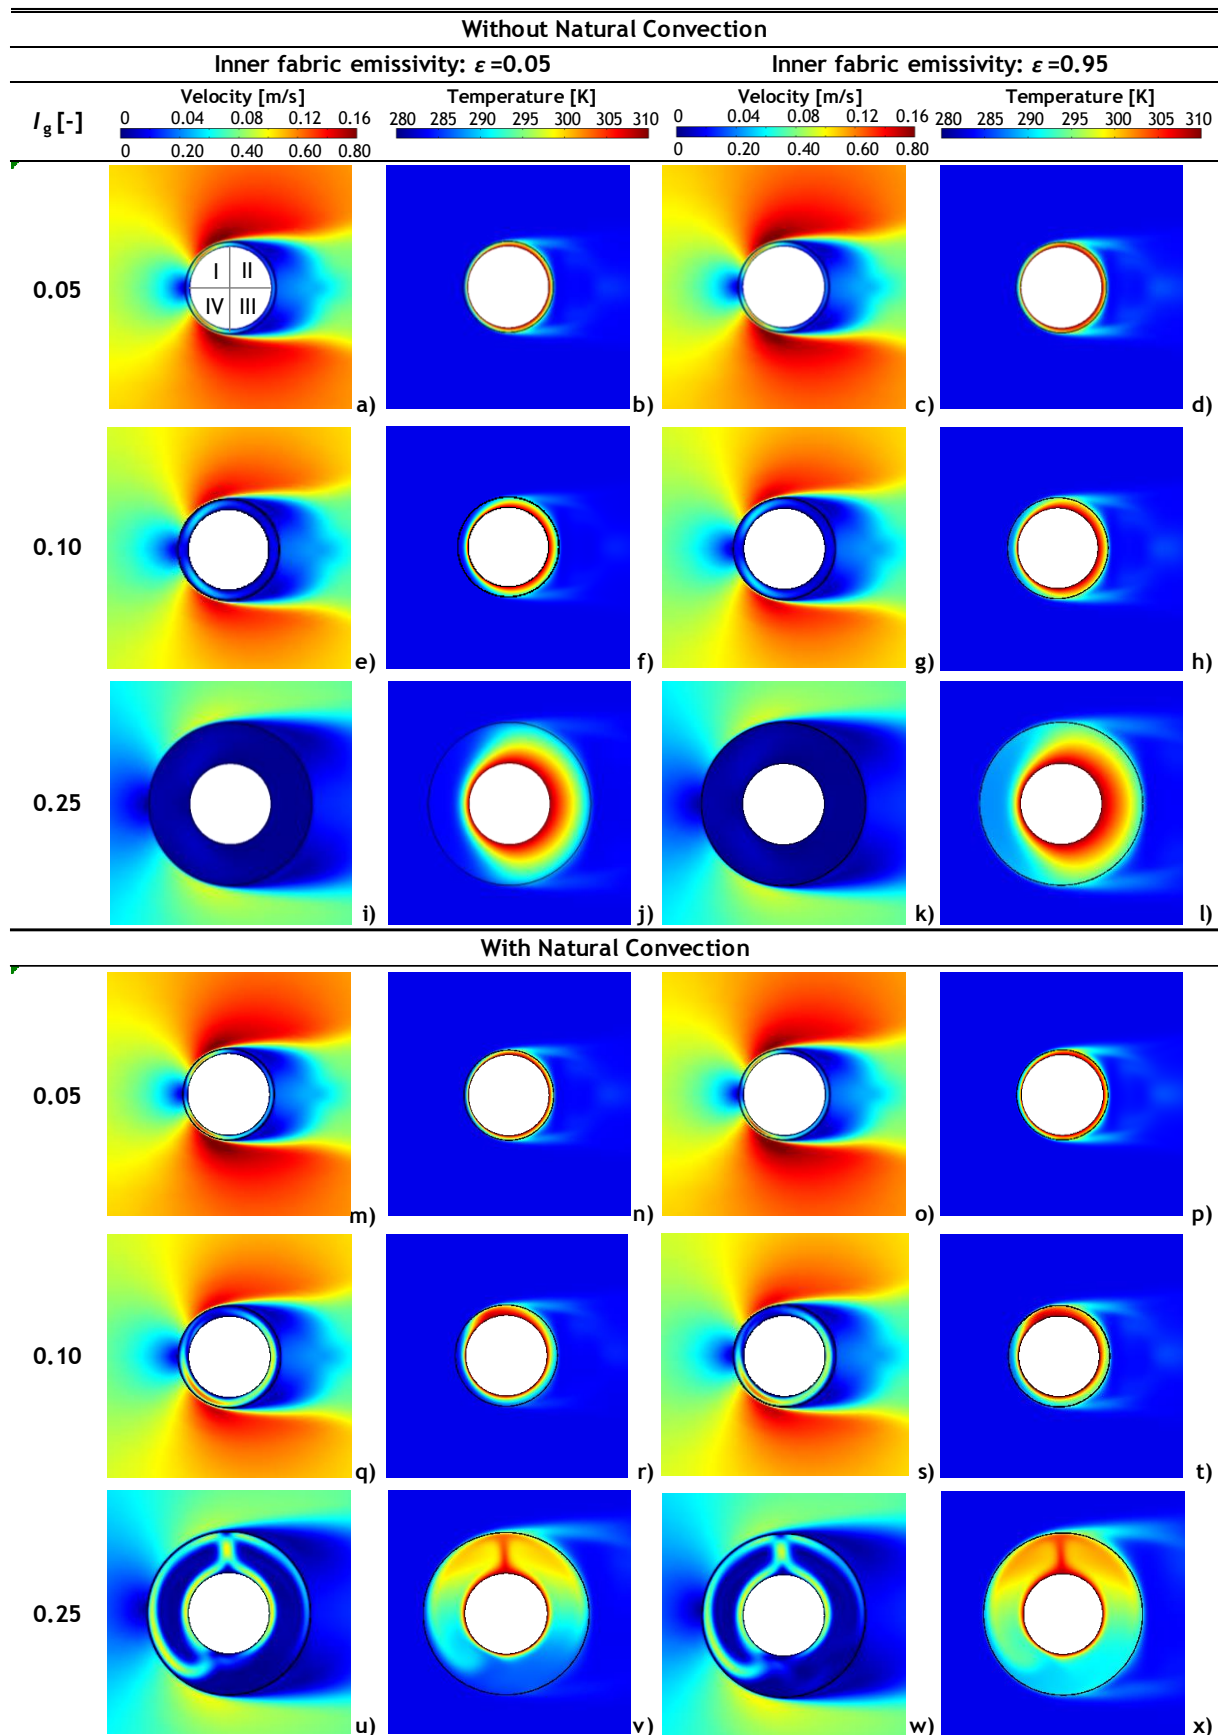 Without Natural Convection
Inner fabric emissivity: ε=0.05 Inner fabric emissivity: ε=0.95
Velocity [m/s] Temperature [K] Velocity [m/s] Temperature [K]
I_g [-]
0 0.04 0.08 0.12 0.16 280 285 290 295 300 305 310 0 0.04 0.08 0.12 0.16 280 285 290 295 300 305 310
0 0.20 0.40 0.60 0.80 0 0.20 0.40 0.60 0.80
I II
0.05
IV III
a) b) c) d)
0.10
e) f) g) h)
0.25
i) j) k) l)
With Natural Convection
0.05
m) n) o) p)
0.10
q) r) s) t)
0.25
u) v) w) x)